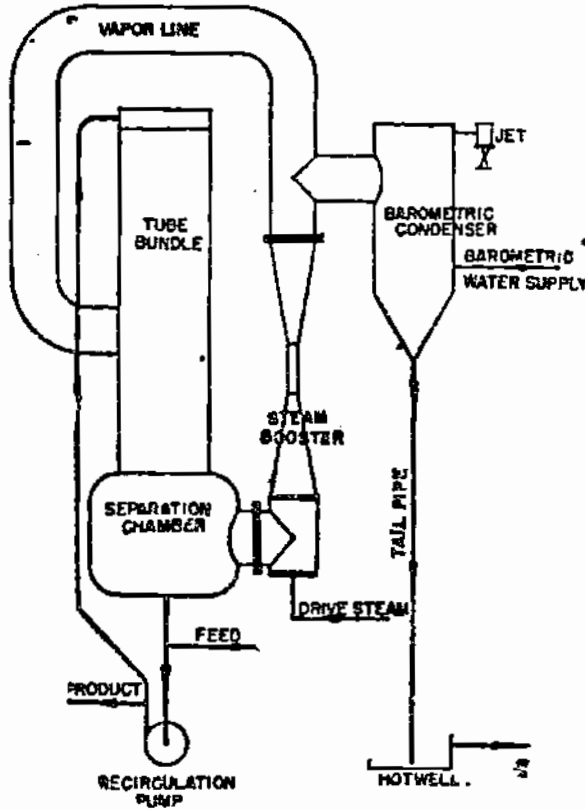 VAPOR LINE
JET
TUBE
BUNDLE
BAROMETRIC
CONDENSER
BAROMETRIC
WATER SUPPLY
STEAM
BOOSTER
SEPARATION
CHAMBER
TAIL PIPE
DRIVE STEAM
FEED
PRODUCT
RECIRCULATION
PUMP
HOTWELL.